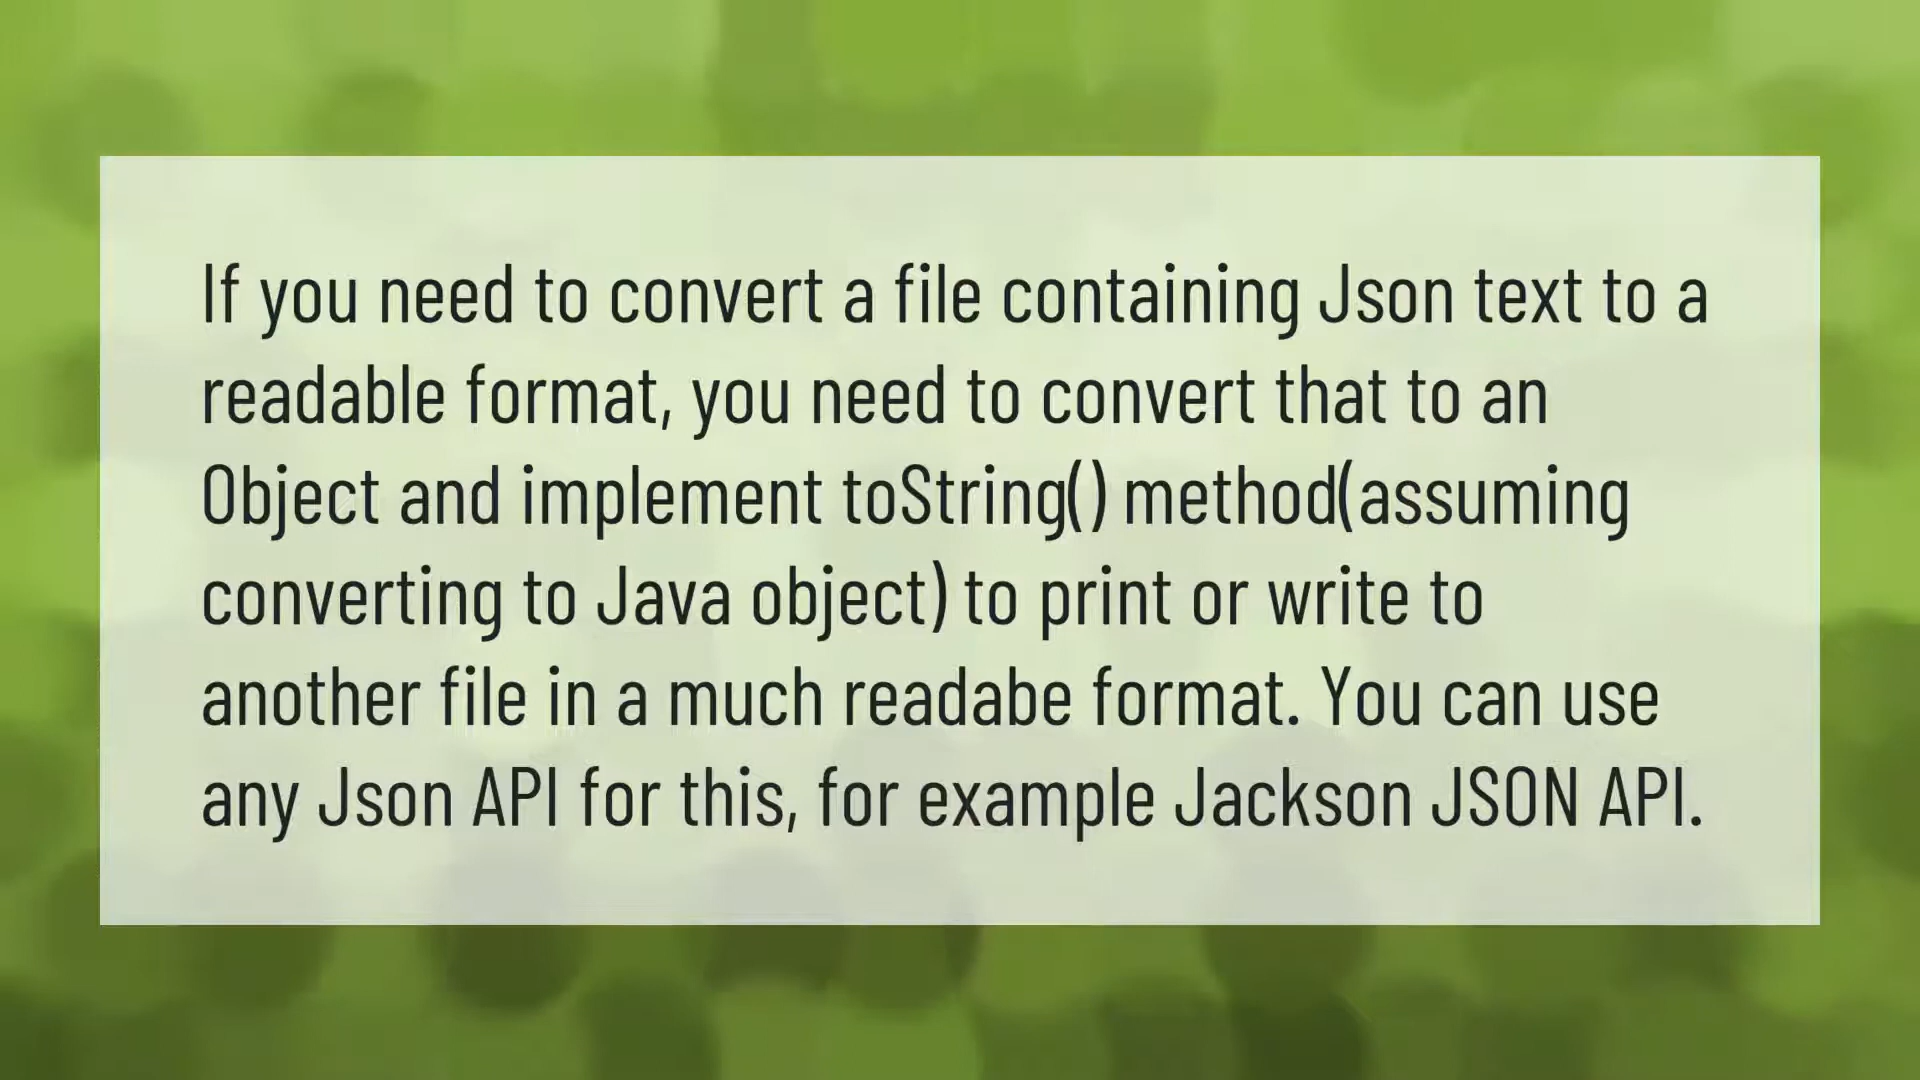 If you need to convert a file containing Json text to a
readable format, you need to convert that to an
Object and implement toString() method(assuming
converting to Java object) to print or write to
another file in a much readabe format. You can use
any Json API for this, for example Jackson JSON API.